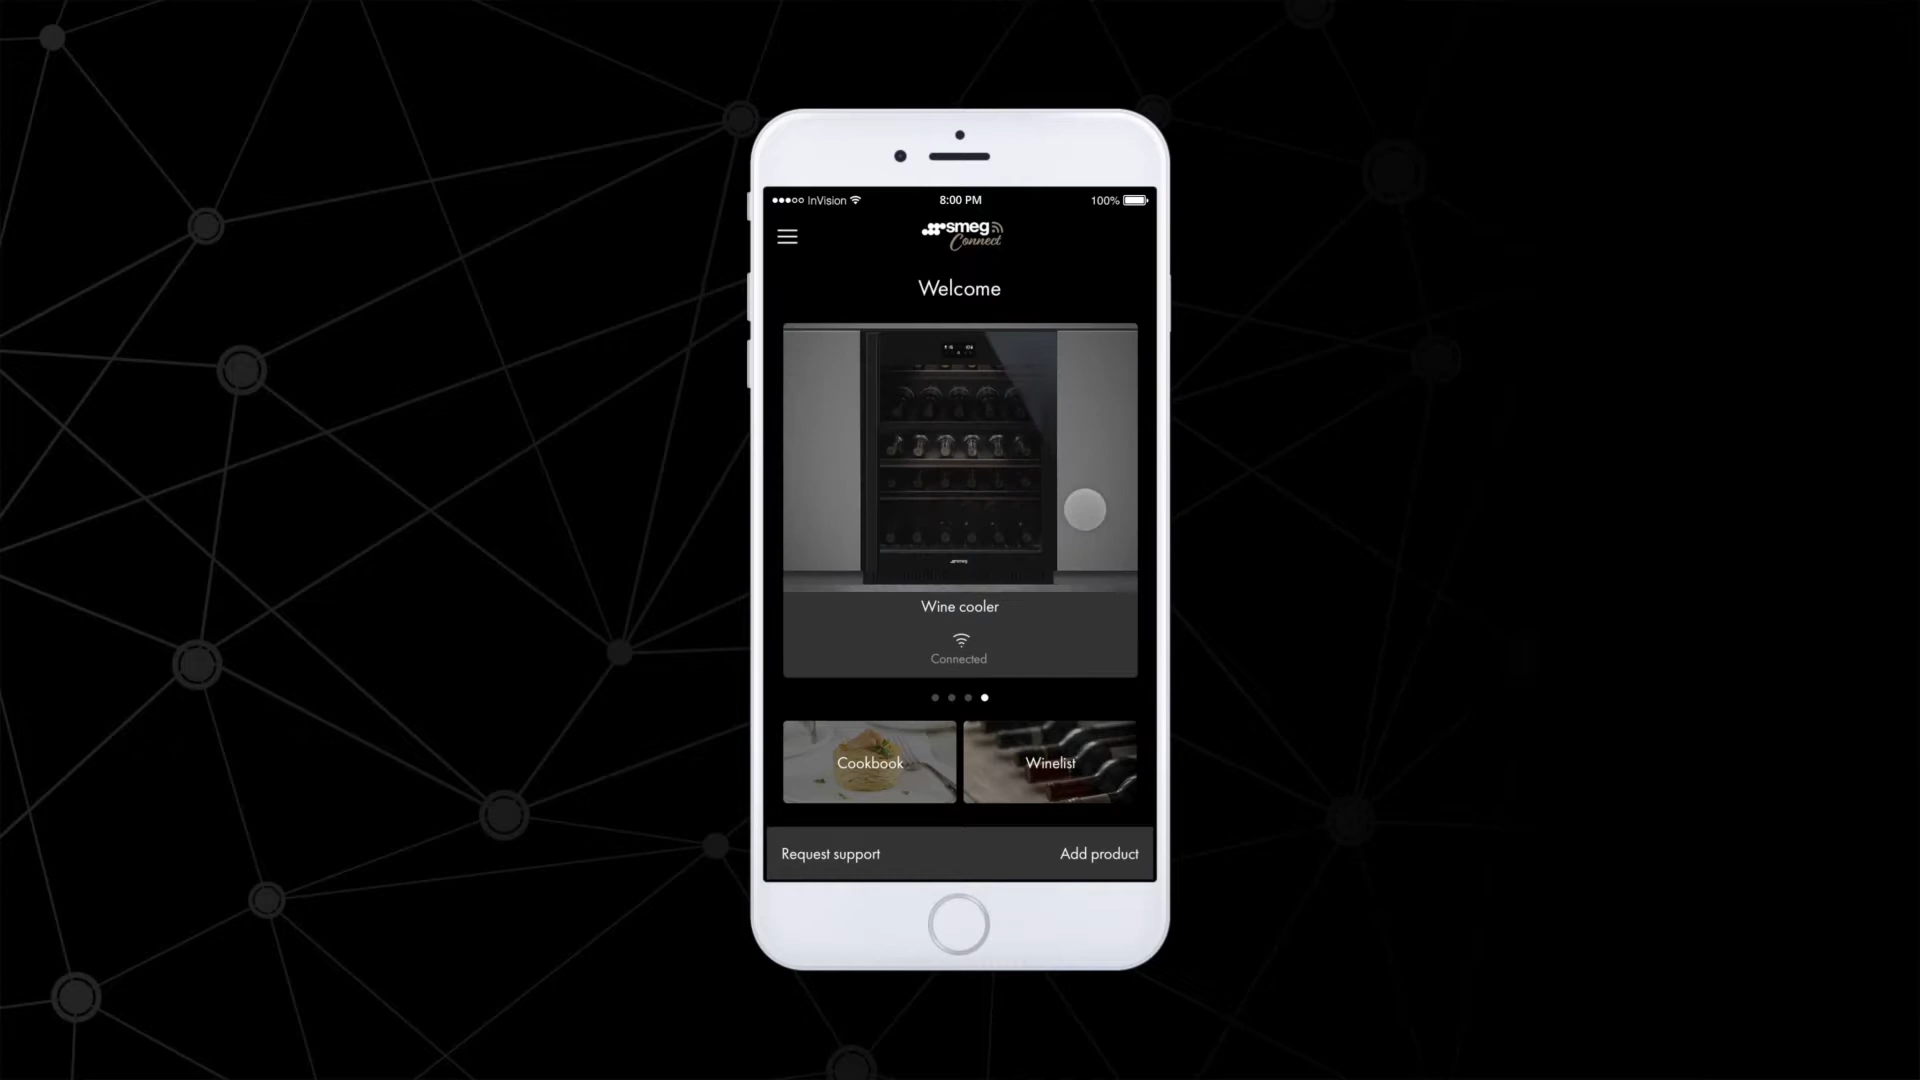 InVision 8:00 PM 100%
smeg
Connect
Welcome
Wine cooler
Connected
Cookbook Winelist
Request support Add product